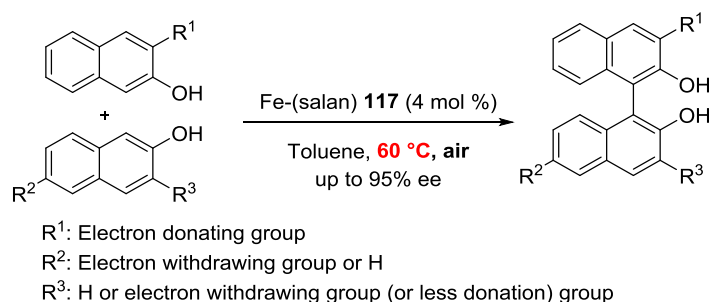 R¹
OH
+
OH
R²
R³
Fe-(salan) 117 (4 mol %)
Toluene, 60 °C, air
up to 95% ee
R¹
OH
OH
R²
R³
R¹: Electron donating group
R²: Electron withdrawing group or H
R³: H or electron withdrawing group (or less donation) group